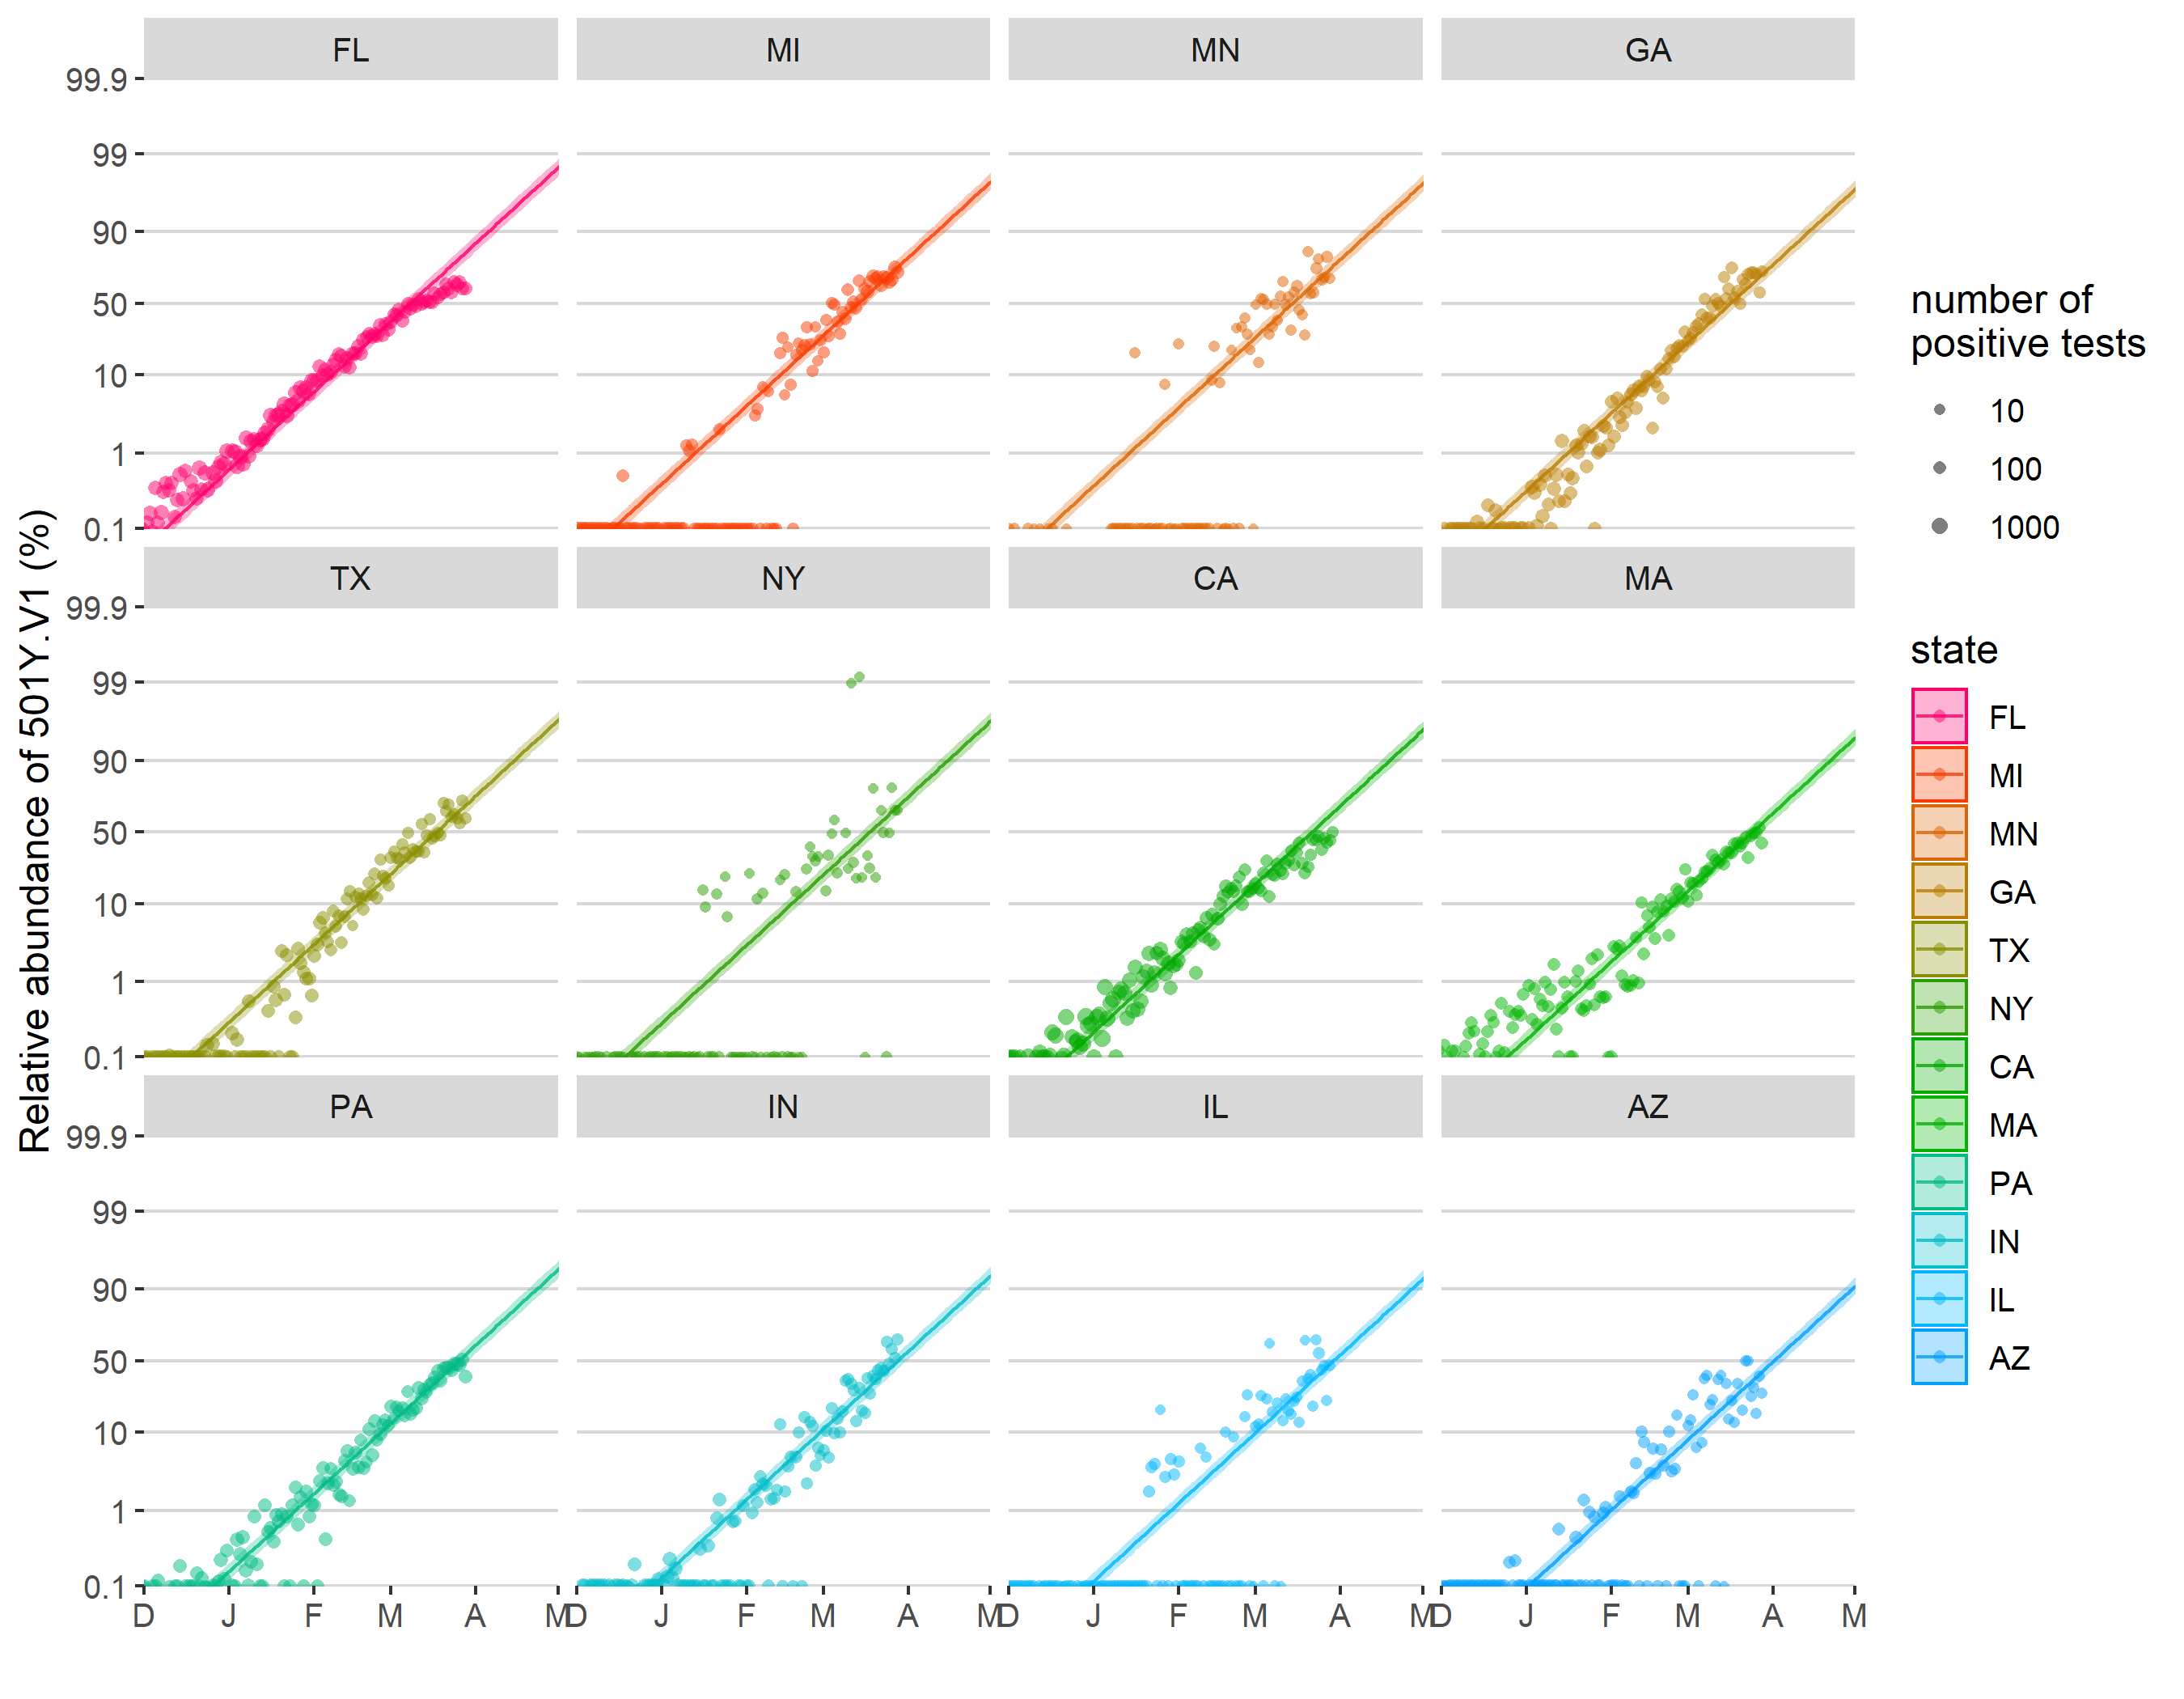 FL
MI
MN
GA
99.9
99
90
50
10
1
0.1
TX
NY
CA
MA
99.9
99
90
50
10
1
0.1
PA
IN
IL
AZ
99.9
99
90
50
10
1
0.1
D J F M A M
D J F M A M
D J F M A M
D J F M A M
Relative abundance of 501Y.V1 (%)
number of
positive tests
10
100
1000
state
FL
MI
MN
GA
TX
NY
CA
MA
PA
IN
IL
AZ